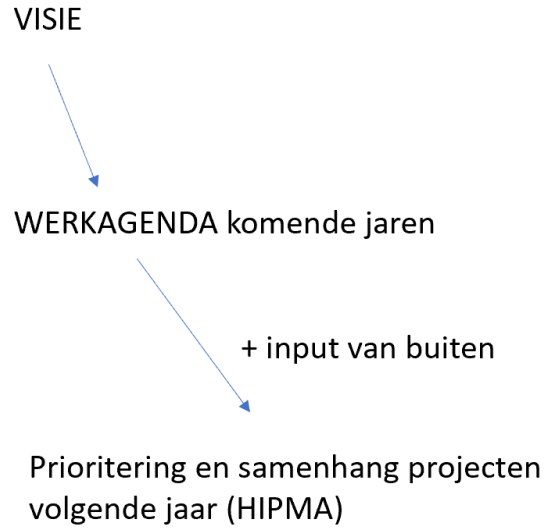 VISIE
WERKAGENDA komende jaren
+ input van buiten
Prioritering en samenhang projecten
volgende jaar (HIPMA)